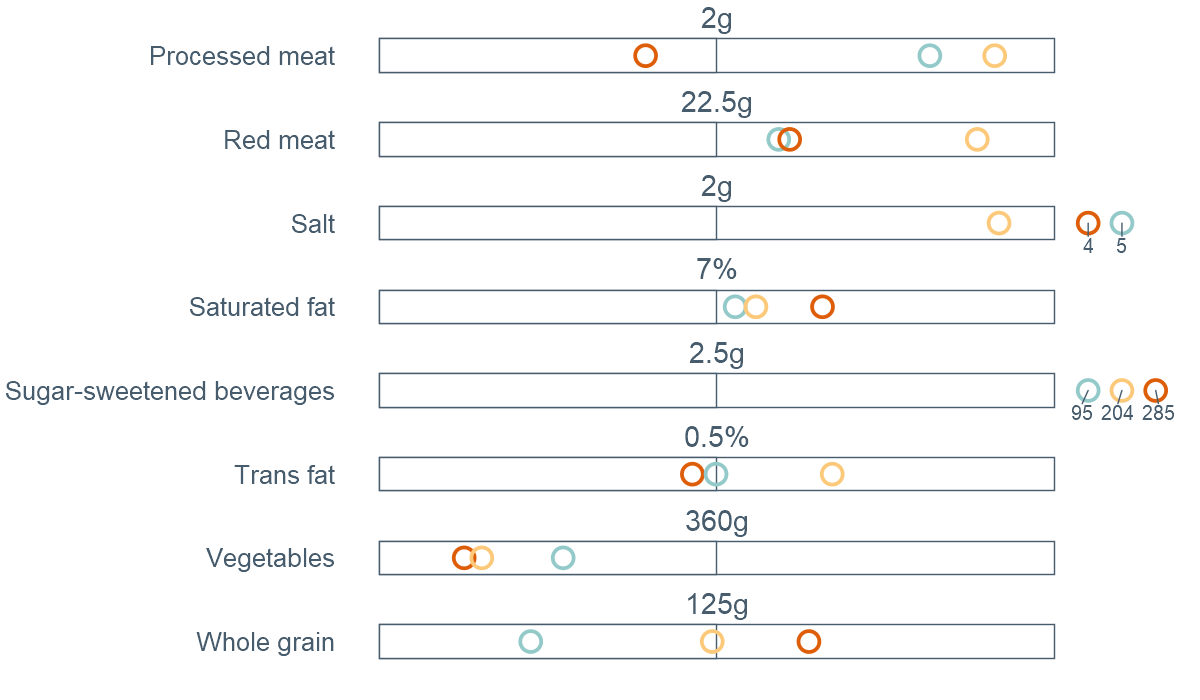 2g
Processed meat
22.5g
Red meat
2g
Salt
4 5
7%
Saturated fat
2.5g
Sugar-sweetened beverages
95 204 285
0.5%
Trans fat
360g
Vegetables
125g
Whole grain